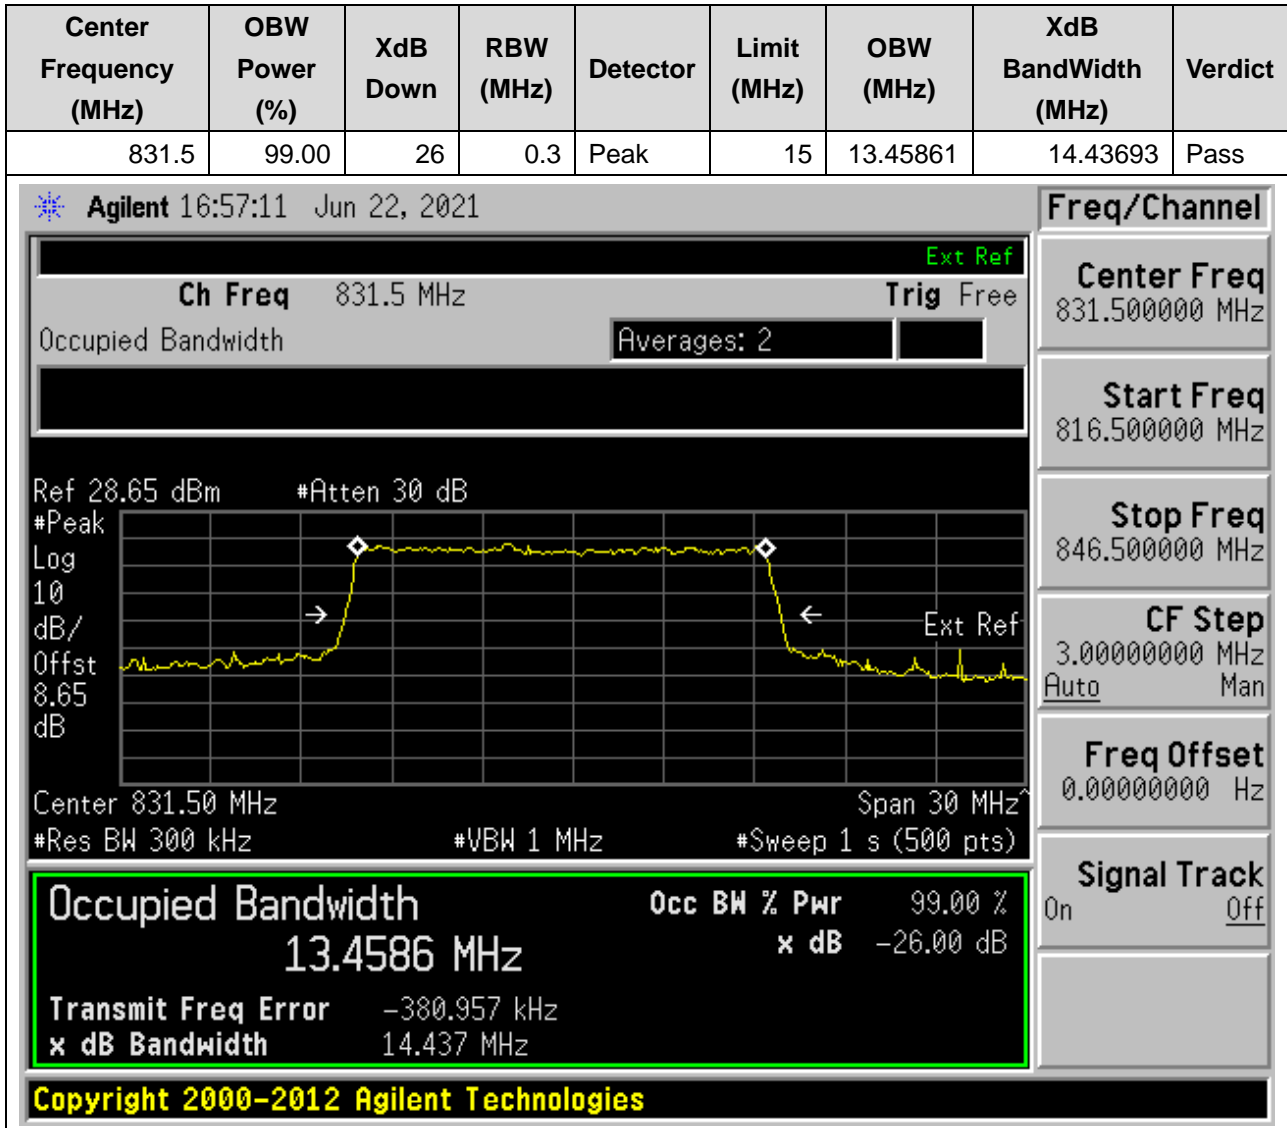 Center Frequency (MHz) OBW Power (%) XdB Down RBW (MHz) Detector Limit (MHz) OBW (MHz) XdB BandWidth (MHz) Verdict
831.5 99.00 26 0.3 Peak 15 13.45861 14.43693 Pass
Agilent 16:57:11 Jun 22, 2021
Ext Ref
Ch Freq 831.5 MHz Trig Free
Occupied Bandwidth Averages: 2
Ref 28.65 dBm #Atten 30 dB
#Peak
Log
10
dB/
Offst
8.65
dB
Ext Ref
Center 831.50 MHz Span 30 MHz^
#Res BW 300 kHz #VBW 1 MHz #Sweep 1 s (500 pts)
Occupied Bandwidth Occ BW % Pwr 99.00 %
13.4586 MHz x dB -26.00 dB
Transmit Freq Error -380.957 kHz
x dB Bandwidth 14.437 MHz
Copyright 2000-2012 Agilent Technologies
Freq/Channel
Center Freq
831.500000 MHz
Start Freq
816.500000 MHz
Stop Freq
846.500000 MHz
CF Step
3.00000000 MHz
Auto Man
Freq Offset
0.00000000 Hz
Signal Track
On Off